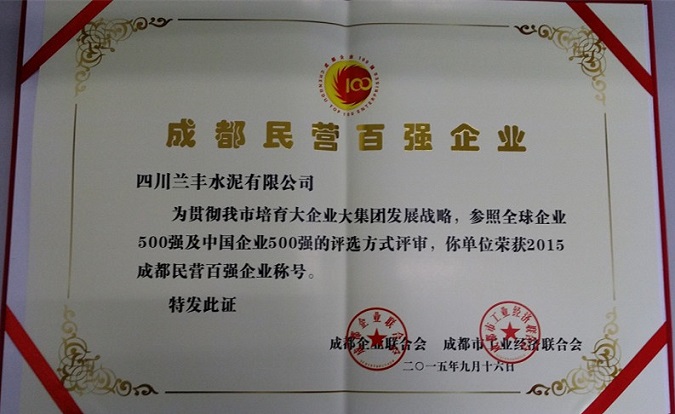 100
成都民营百强企业
四川兰丰水泥有限公司
为贯彻我市培育大企业大集团发展战略，参照全球企业
500强及中国企业500强的评选方式评审，你单位荣获2015
成都民营百强企业称号。
特发此证
成都企业联合会 成都市工业经济联合会
二〇一五年九月十六日